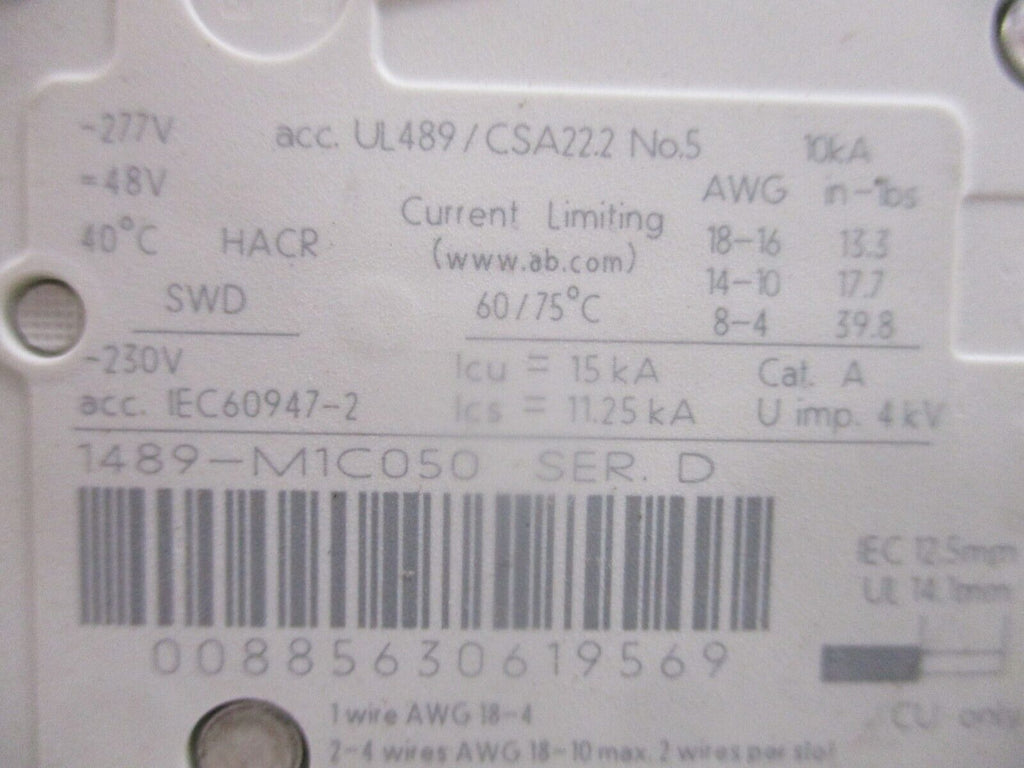 ~277V acc. UL489/CSA22.2 No.5 10kA
=48V AWG in-lbs
40°C HACR Current Limiting 18-16 13.3
(www.ab.com) 14-10 17.7
SWD 60/75°C 8-4 39.8
~230V Icu = 15 kA Cat. A
acc. IEC60947-2 Ics = 11.25 kA U imp. 4 kV
1489-M1C050 SER. D
IEC 12.5mm
UL 14.1mm
00885630619569
1 wire AWG 18-4 CU only
2-4 wires AWG 18-10 max. 2 wires per slot